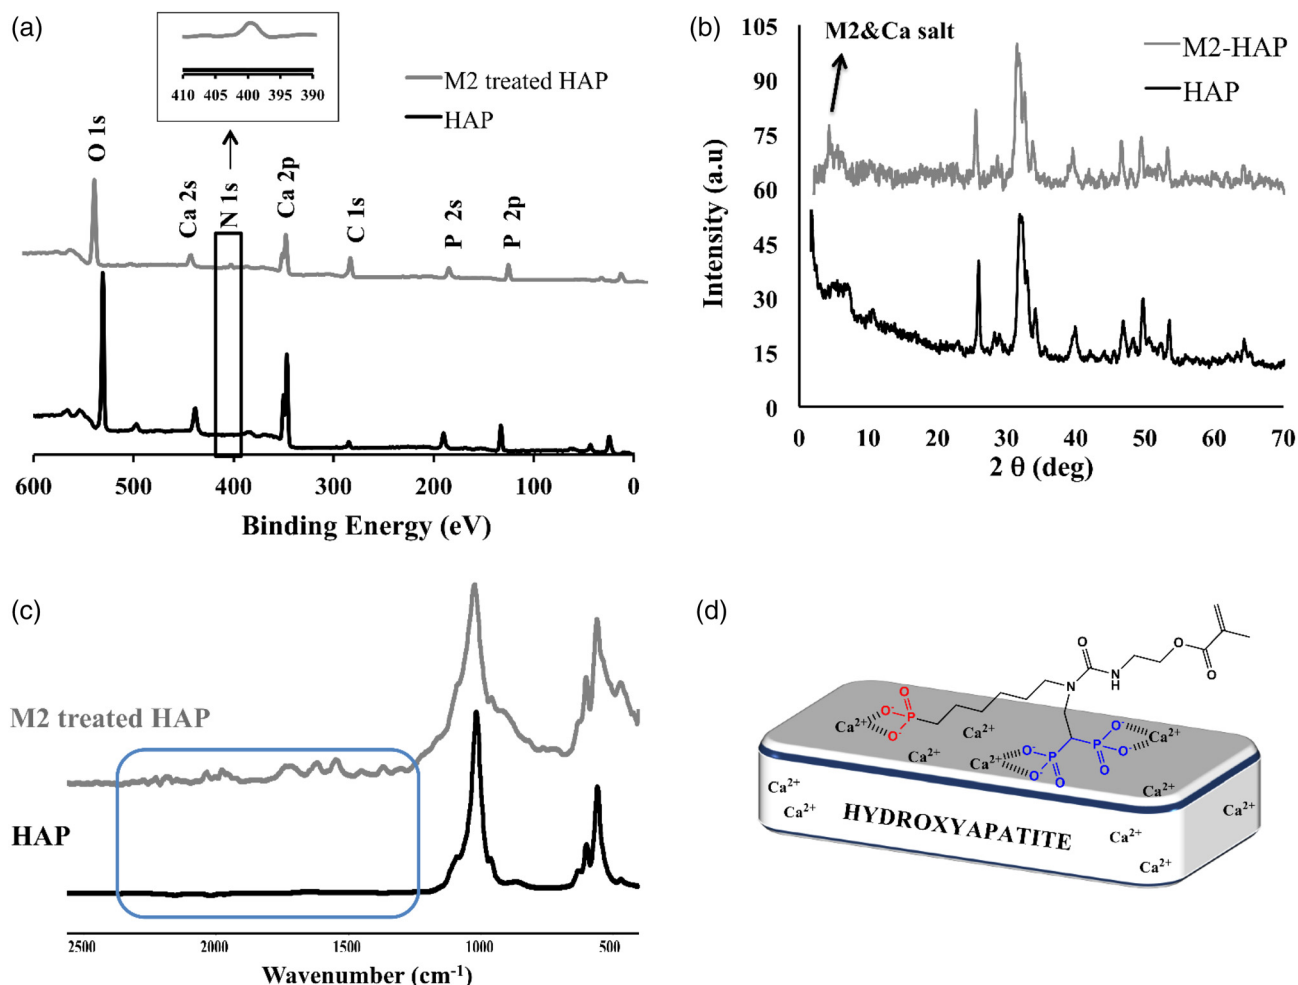 (a)
410 405 400 395 390
M2 treated HAP
HAP
O 1s
Ca 2s
N 1s
Ca 2p
C 1s
P 2s
P 2p
600 500 400 300 200 100 0
Binding Energy (eV)
(b)
M2&Ca salt
M2-HAP
HAP
105
90
75
60
45
30
15
0
Intensity (a.u)
0 10 20 30 40 50 60 70
2 θ (deg)
(c)
M2 treated HAP
HAP
2500 2000 1500 1000 500
Wavenumber (cm-1)
(d)
O
O
O
N
N
H
O
O
P
O-
O-
Ca2+
Ca2+
Ca2+
Ca2+
O-
O-
P
O
P
O
O-
O-
Ca2+
Ca2+
Ca2+
Ca2+
Ca2+
Ca2+
Ca2+
HYDROXYAPATITE